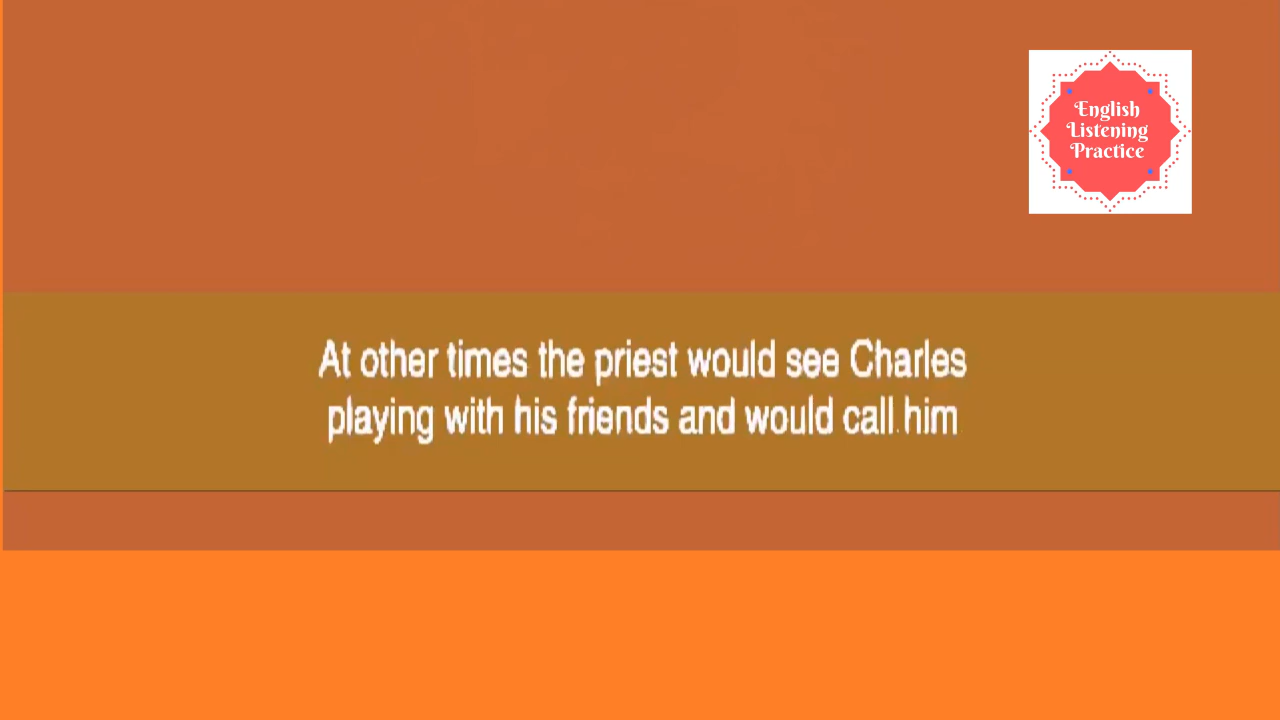 English
Listening
Practice
At other times the priest would see Charles
playing with his friends and would call him